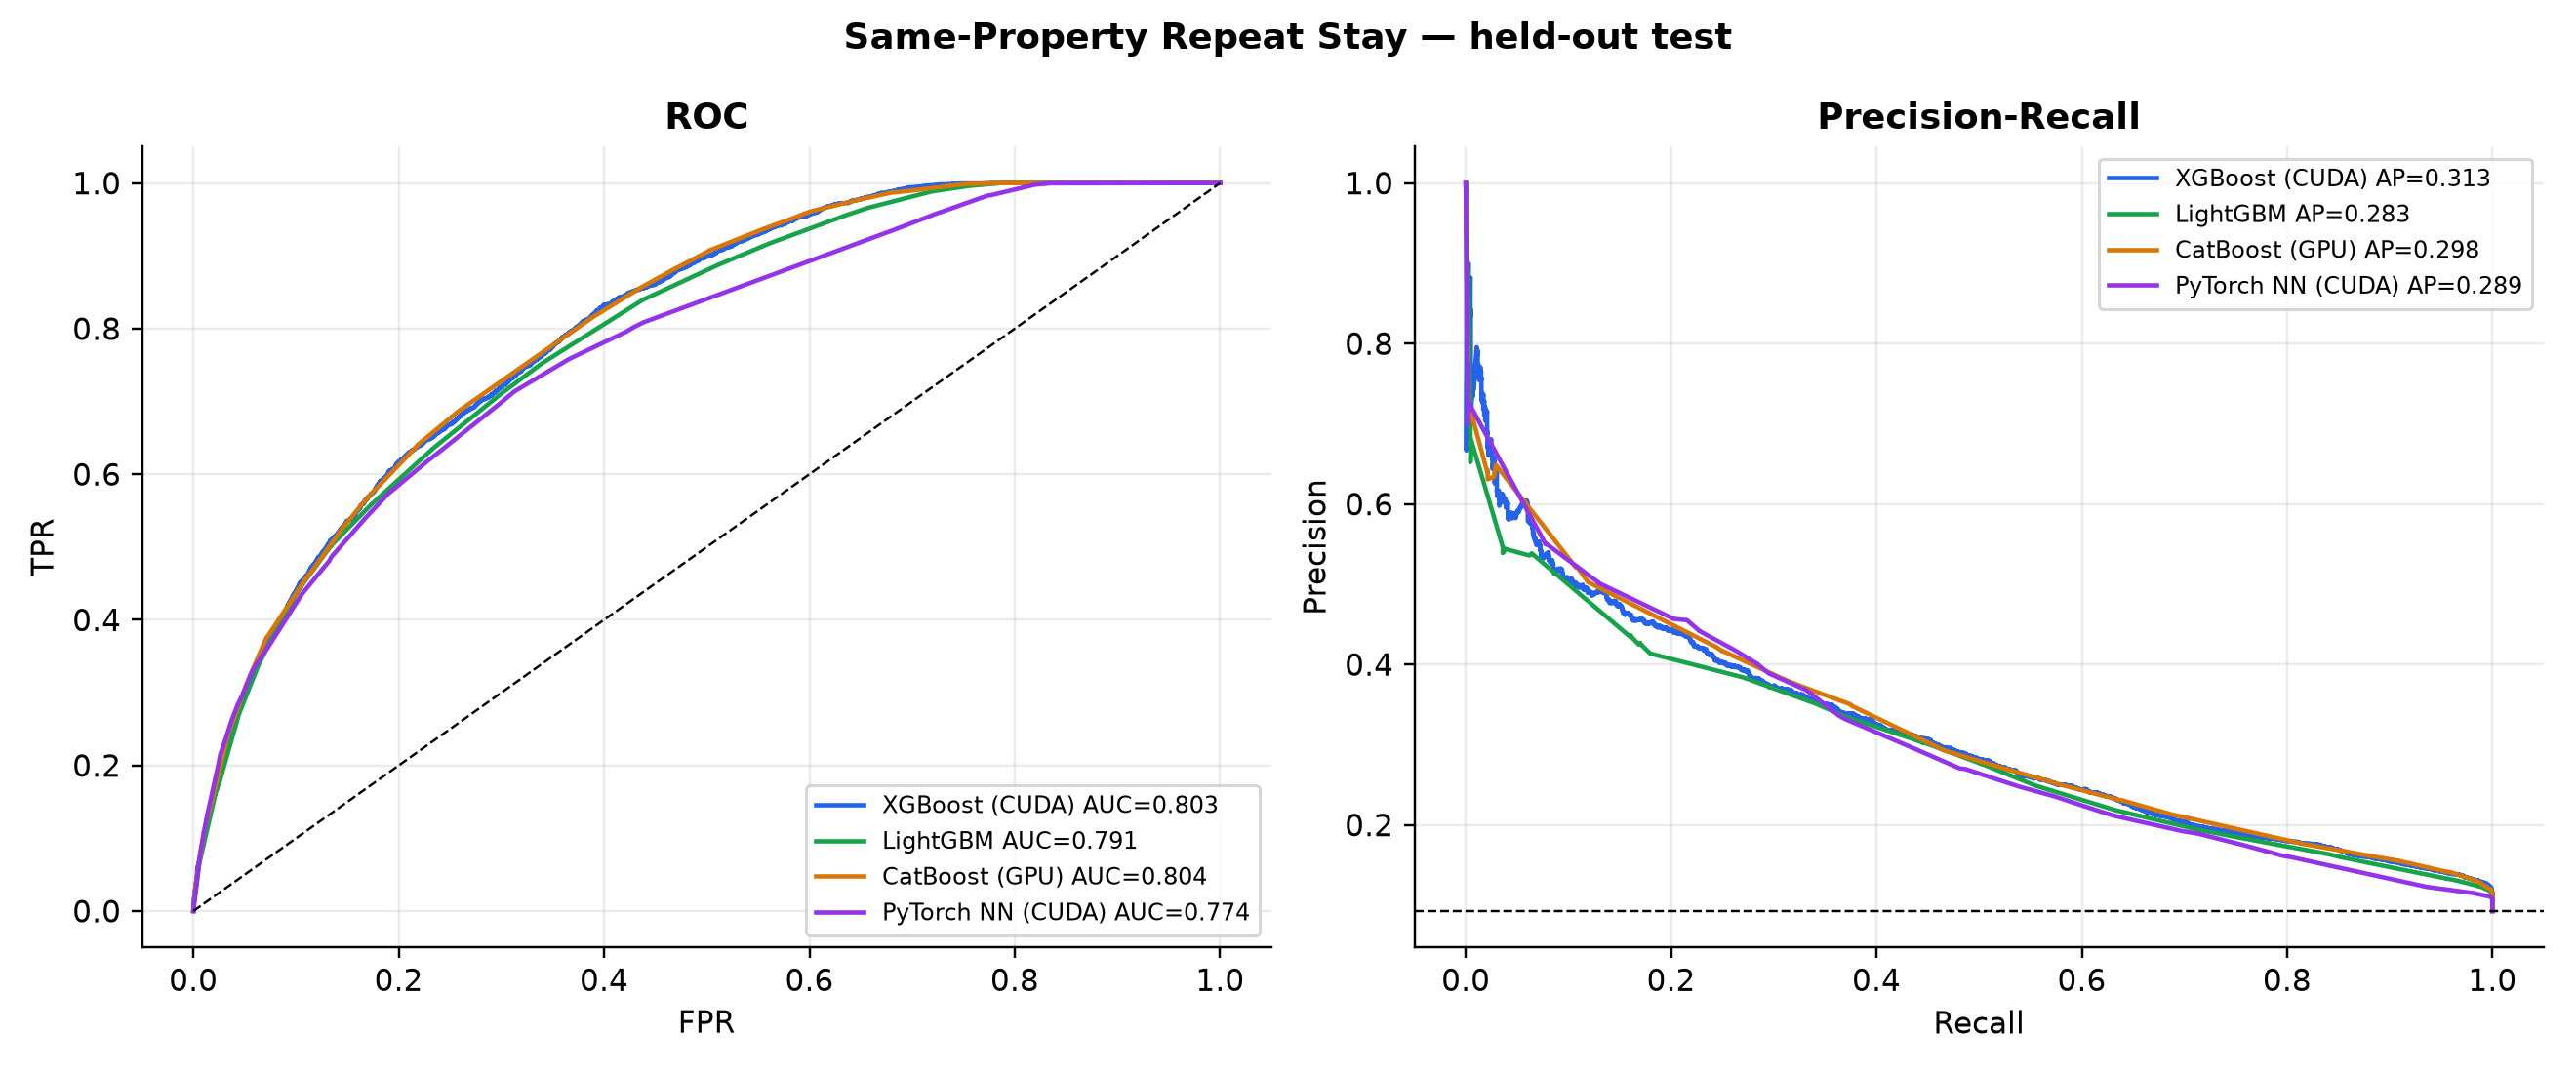 Same-Property Repeat Stay — held-out test
ROC
1.0
0.8
0.6
0.4
0.2
0.0
TPR
0.0 0.2 0.4 0.6 0.8 1.0
FPR
XGBoost (CUDA) AUC=0.803
LightGBM AUC=0.791
CatBoost (GPU) AUC=0.804
PyTorch NN (CUDA) AUC=0.774
Precision-Recall
1.0
0.8
0.6
0.4
0.2
Precision
0.0 0.2 0.4 0.6 0.8 1.0
Recall
XGBoost (CUDA) AP=0.313
LightGBM AP=0.283
CatBoost (GPU) AP=0.298
PyTorch NN (CUDA) AP=0.289